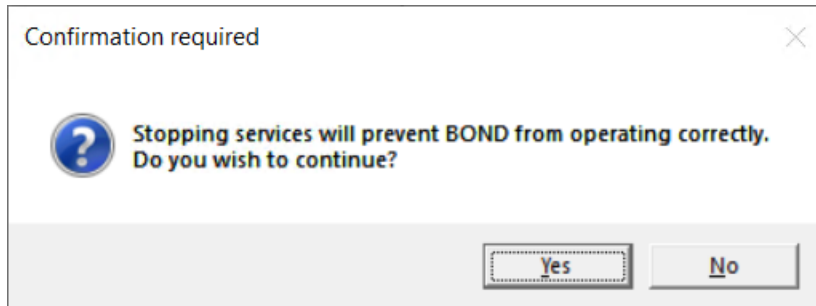 Confirmation required
Stopping services will prevent BOND from operating correctly.
Do you wish to continue?
Yes
No